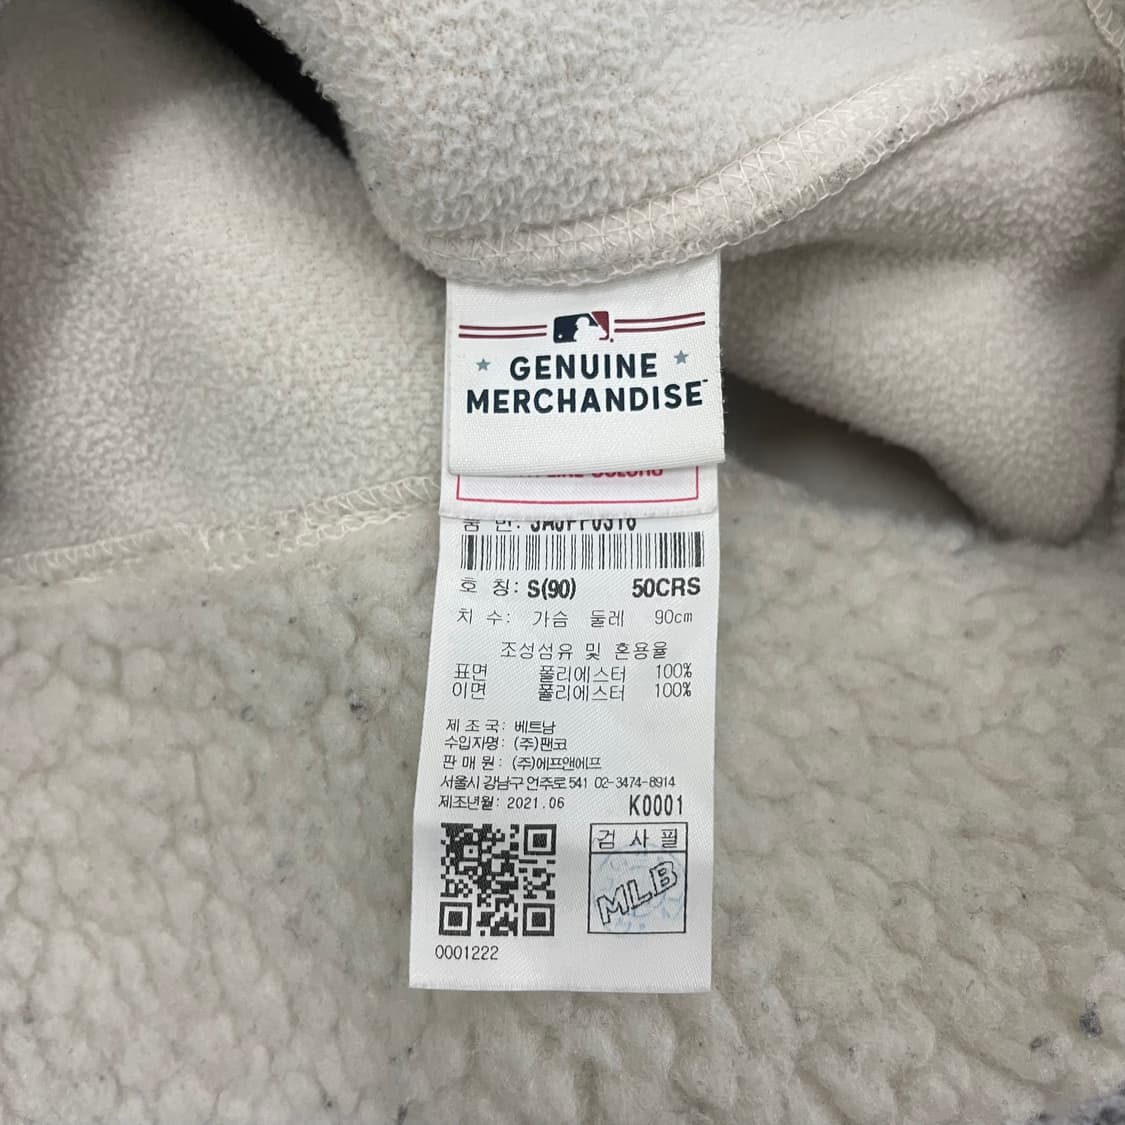 GENUINE
MERCHANDISE™
호 칭: S(90) 50CRS
치 수: 가슴 둘레 90cm
조성섬유 및 혼용율
표면 폴리에스터 100%
이면 폴리에스터 100%
제 조 국: 베트남
수입자명: (주)팬코
판 매 원: (주)에프앤에프
서울시 강남구 언주로 541 02-3474-8914
제조년월: 2021.06 K0001
검 사 필
MLB
0001222